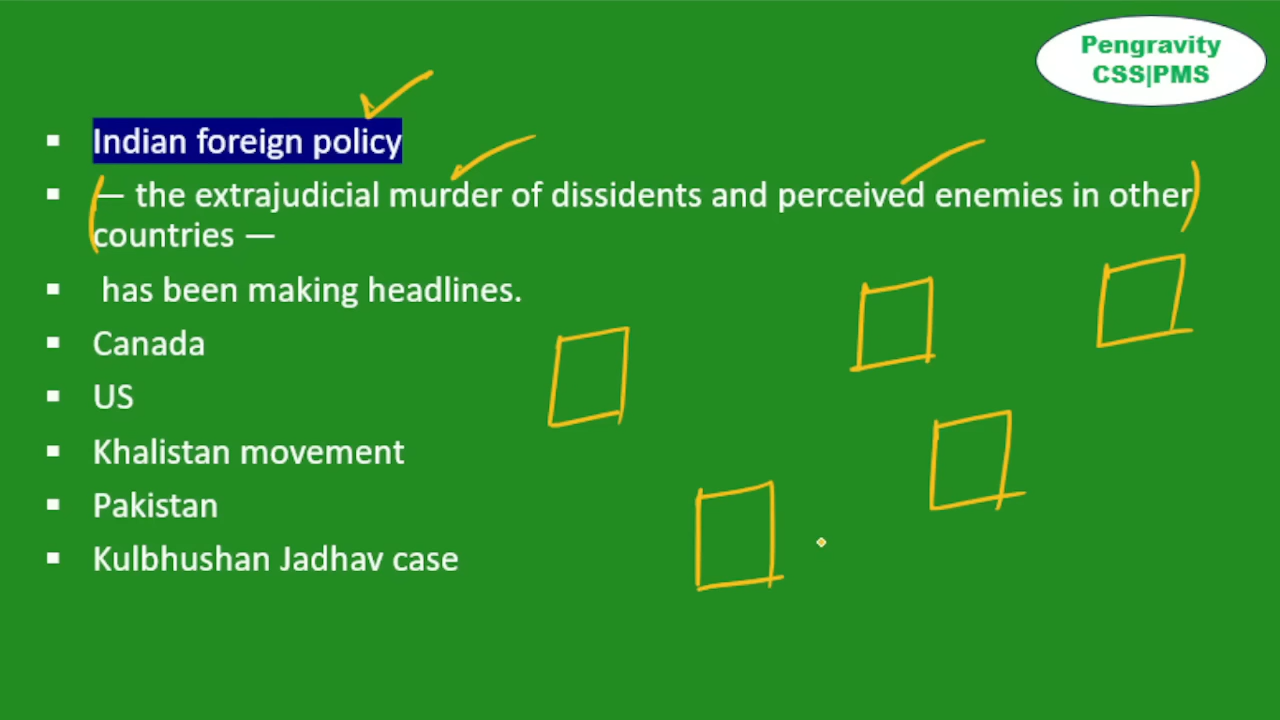 Pengravity
CSS|PMS
Indian foreign policy
— the extrajudicial murder of dissidents and perceived enemies in other
countries —
has been making headlines.
Canada
US
Khalistan movement
Pakistan
Kulbhushan Jadhav case